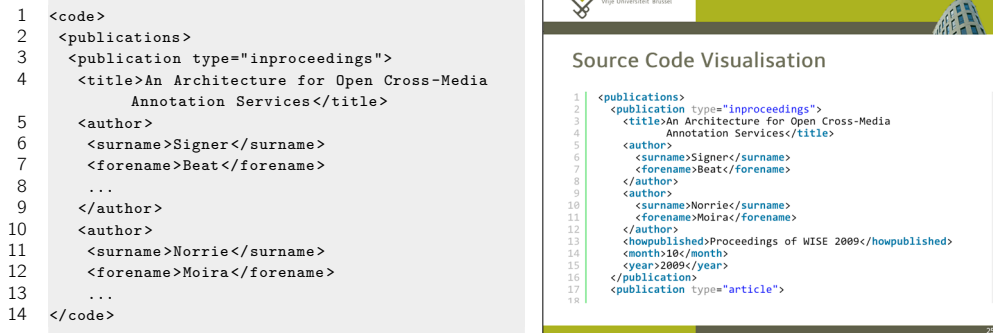 1 <code>
2 <publications>
3 <publication type="inproceedings">
4 <title>An Architecture for Open Cross-Media
Annotation Services</title>
5 <author>
6 <surname>Signer</surname>
7 <forename>Beat</forename>
8 ...
9 </author>
10 <author>
11 <surname>Norrie</surname>
12 <forename>Moira</forename>
13 ...
14 </code>
Vrije Universiteit Brussel
Source Code Visualisation
1 <publications>
2 <publication type="inproceedings">
3 <title>An Architecture for Open Cross-Media
4 Annotation Services</title>
5 <author>
6 <surname>Signer</surname>
7 <forename>Beat</forename>
8 </author>
9 <author>
10 <surname>Norrie</surname>
11 <forename>Moira</forename>
12 </author>
13 <howpublished>Proceedings of WISE 2009</howpublished>
14 <month>10</month>
15 <year>2009</year>
16 </publication>
17 <publication type="article">
18